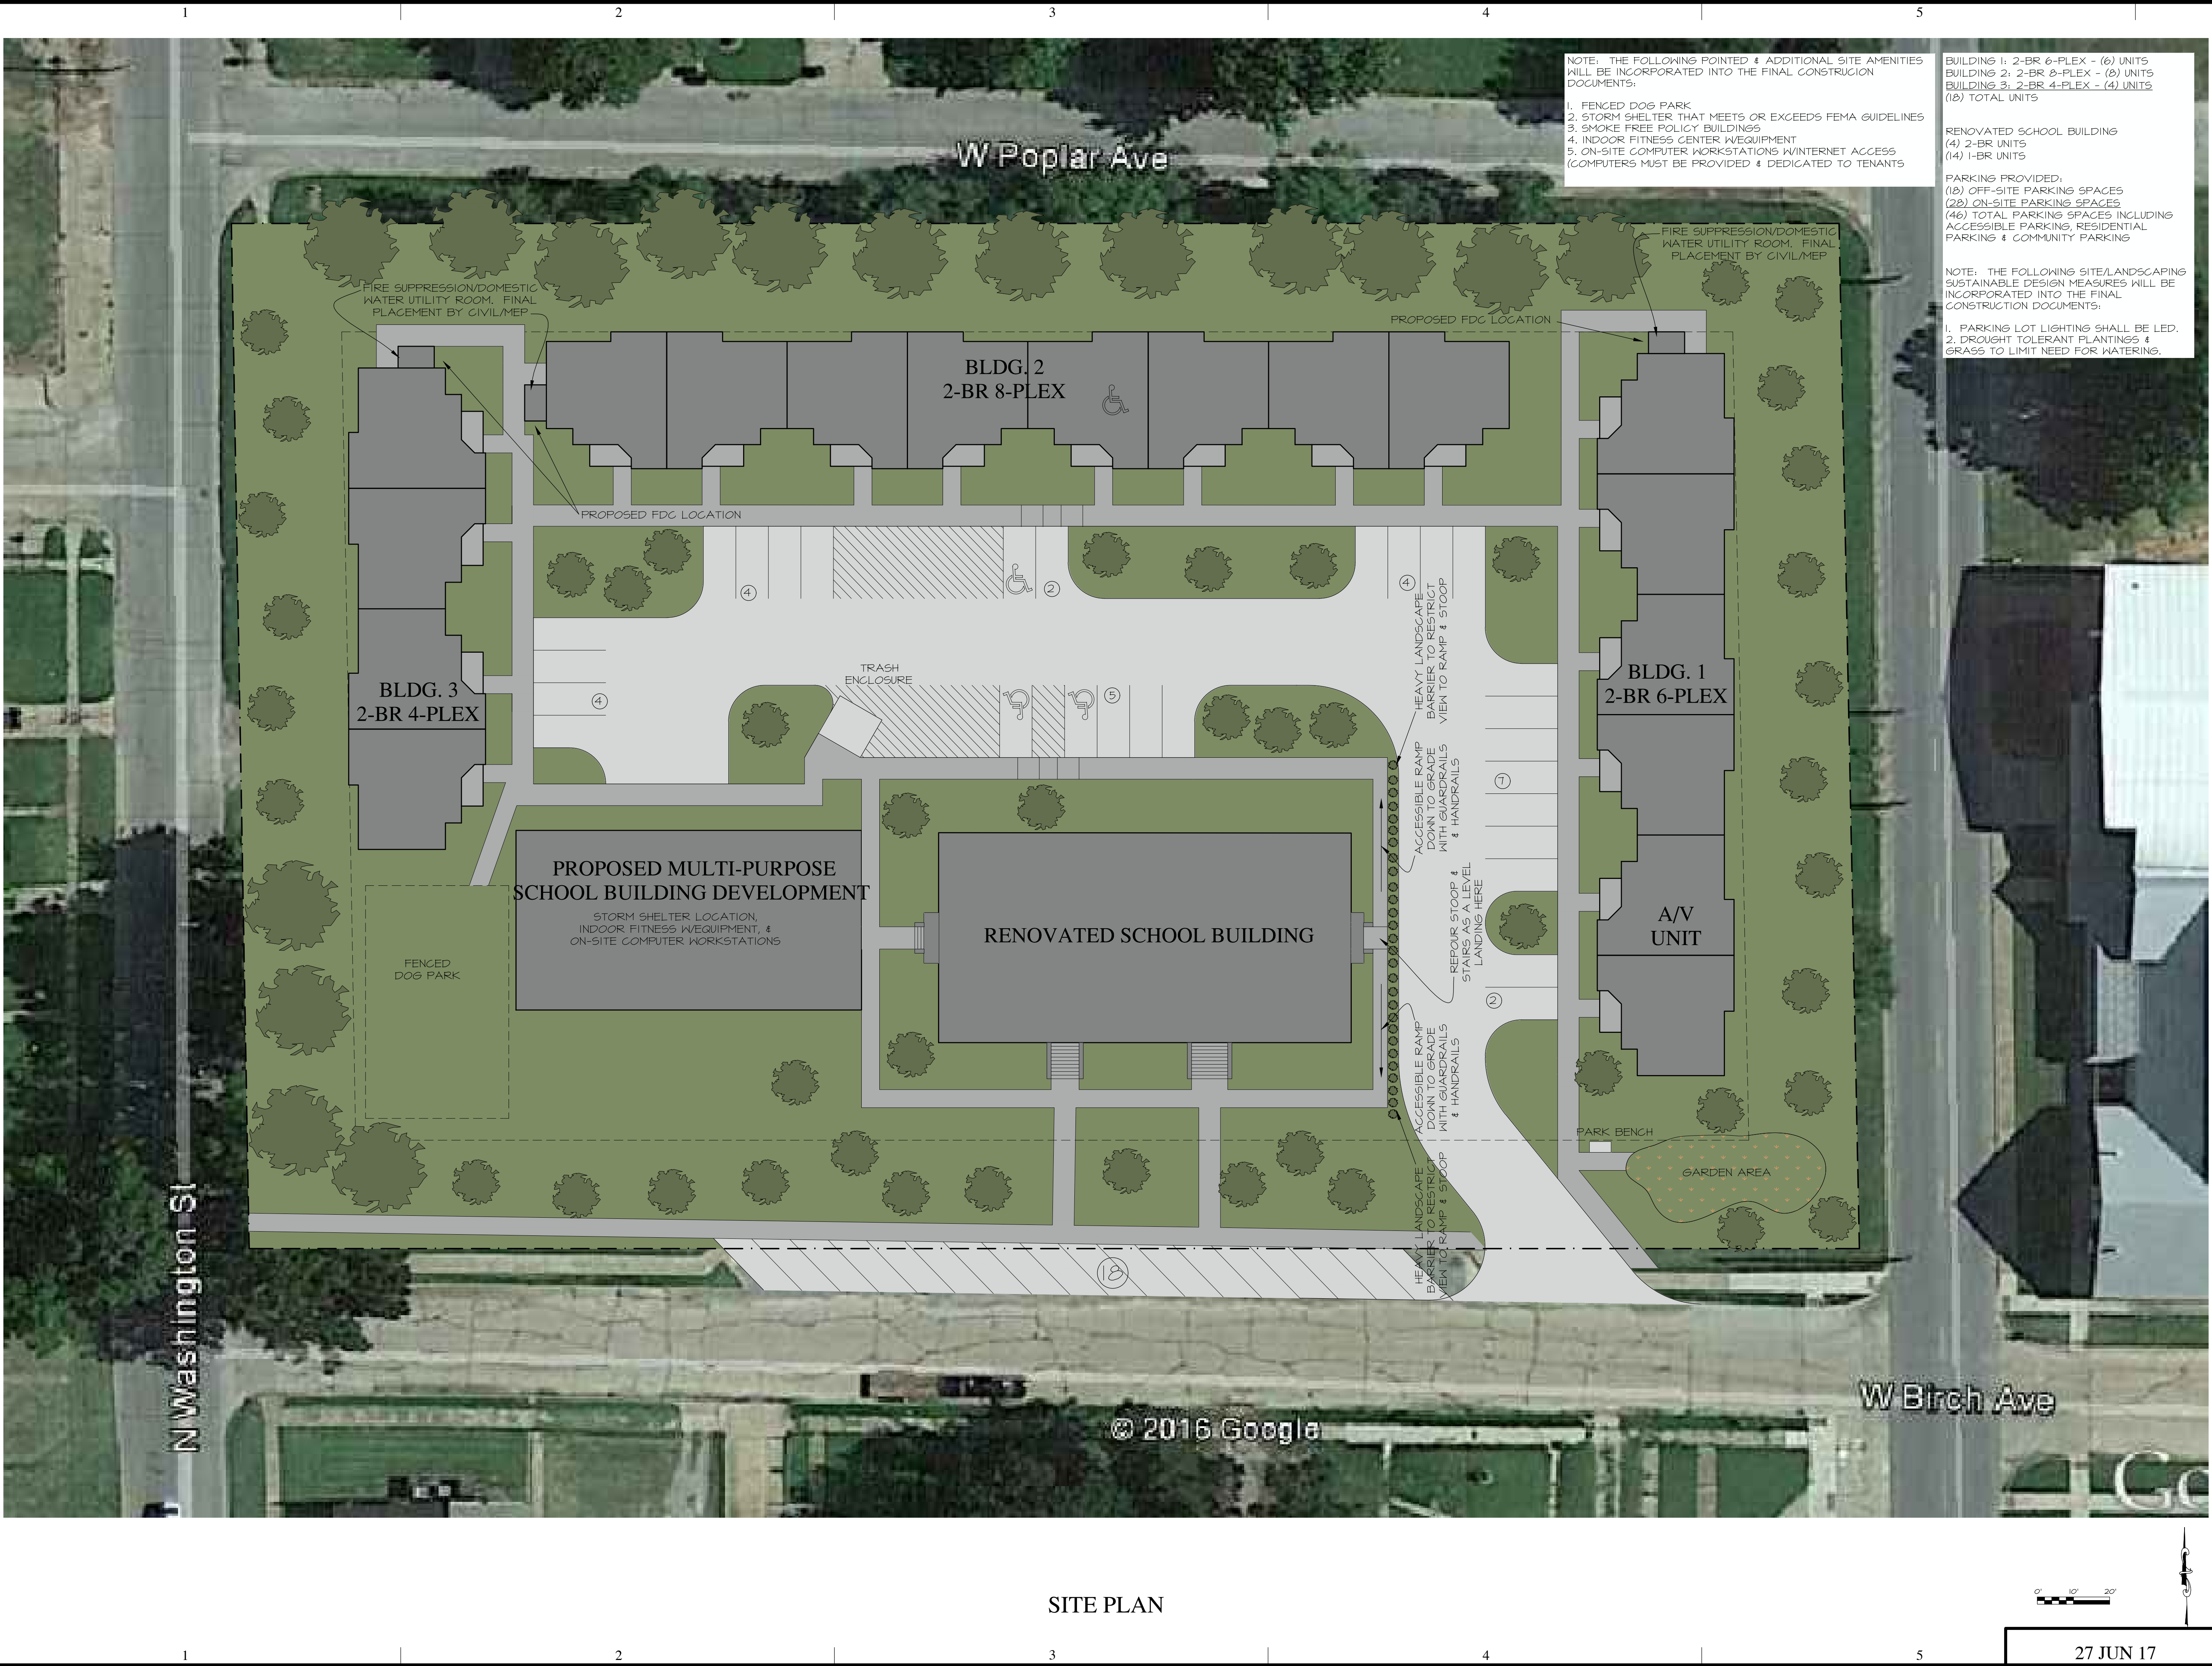 1 2 3 4 5
NOTE: THE FOLLOWING POINTED & ADDITIONAL SITE AMENITIES
WILL BE INCORPORATED INTO THE FINAL CONSTRUCION
DOCUMENTS:
1. FENCED DOG PARK
2. STORM SHELTER THAT MEETS OR EXCEEDS FEMA GUIDELINES
3. SMOKE FREE POLICY BUILDINGS
4. INDOOR FITNESS CENTER W/EQUIPMENT
5. ON-SITE COMPUTER WORKSTATIONS W/INTERNET ACCESS
(COMPUTERS MUST BE PROVIDED & DEDICATED TO TENANTS
BUILDING 1: 2-BR 6-PLEX - (6) UNITS
BUILDING 2: 2-BR 8-PLEX - (8) UNITS
BUILDING 3: 2-BR 4-PLEX - (4) UNITS
(18) TOTAL UNITS
RENOVATED SCHOOL BUILDING
(4) 2-BR UNITS
(14) 1-BR UNITS
PARKING PROVIDED:
(18) OFF-SITE PARKING SPACES
(28) ON-SITE PARKING SPACES
(46) TOTAL PARKING SPACES INCLUDING
ACCESSIBLE PARKING, RESIDENTIAL
PARKING & COMMUNITY PARKING
NOTE: THE FOLLOWING SITE/LANDSCAPING
SUSTAINABLE DESIGN MEASURES WILL BE
INCORPORATED INTO THE FINAL
CONSTRUCTION DOCUMENTS:
1. PARKING LOT LIGHTING SHALL BE LED.
2. DROUGHT TOLERANT PLANTINGS &
GRASS TO LIMIT NEED FOR WATERING.
W Poplar Ave
FIRE SUPPRESSION/DOMESTIC
WATER UTILITY ROOM. FINAL
PLACEMENT BY CIVIL/MEP
FIRE SUPPRESSION/DOMESTIC
WATER UTILITY ROOM. FINAL
PLACEMENT BY CIVIL/MEP
PROPOSED FDC LOCATION
BLDG. 2
2-BR 8-PLEX
PROPOSED FDC LOCATION
4
2
4
HEAVY LANDSCAPE
BARRIER TO RESTRICT
VIEW TO RAMP & STOOP
TRASH
ENCLOSURE
BLDG. 3
2-BR 4-PLEX
4
5
BLDG. 1
2-BR 6-PLEX
ACCESSIBLE RAMP
DOWN TO GRADE
WITH GUARDRAILS
& HANDRAILS
7
PROPOSED MULTI-PURPOSE
SCHOOL BUILDING DEVELOPMENT
STORM SHELTER LOCATION,
INDOOR FITNESS W/EQUIPMENT, &
ON-SITE COMPUTER WORKSTATIONS
RENOVATED SCHOOL BUILDING
REPOUR STOOP &
STAIRS AS A LEVEL
LANDING HERE
A/V
UNIT
FENCED
DOG PARK
2
ACCESSIBLE RAMP
DOWN TO GRADE
WITH GUARDRAILS
& HANDRAILS
PARK BENCH
GARDEN AREA
HEAVY LANDSCAPE
BARRIER TO RESTRICT
VIEW TO RAMP & STOOP
18
N Washington St
W Birch Ave
© 2016 Google
Go
SITE PLAN
0' 10' 20'
27 JUN 17
1 2 3 4 5